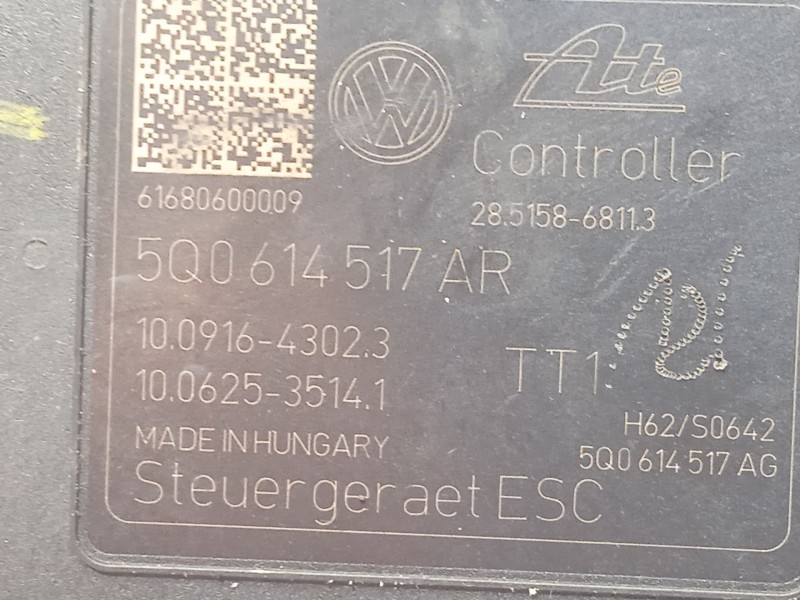 Ate
Controller
61680600009
28.5158-6811.3
5Q0 614 517 AR
10.0916-4302.3
TT1
10.0625-3514.1
H62/S0642
MADE IN HUNGARY
5Q0 614 517 AG
Steuergeraet ESC